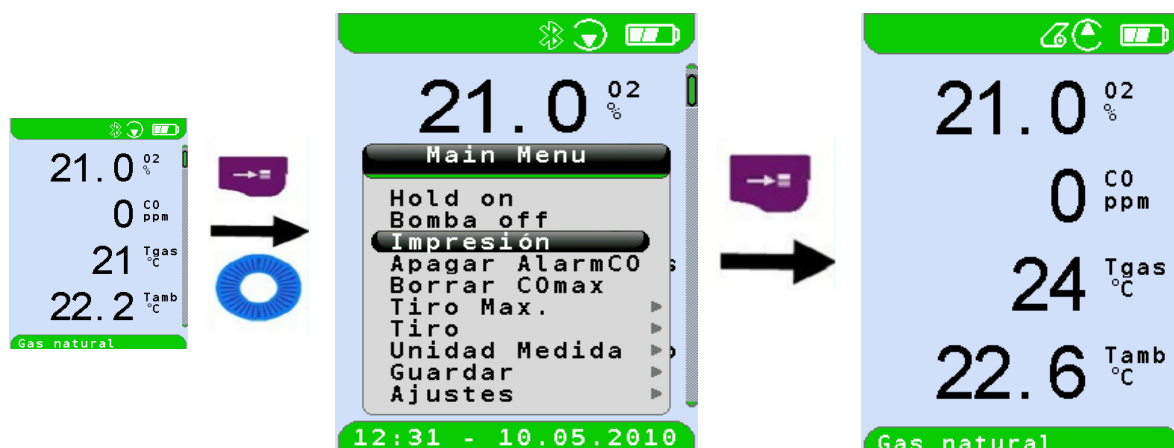 21.0 O2 %
0 CO ppm
21 Tgas °C
22.2 Tamb °C
Gas natural
21.0 O2 %
Main Menu
Hold on
Bomba off
Impresión
Apagar AlarmCO s
Borrar COmax
Tiro Max.
Tiro
Unidad Medida
Guardar
Ajustes
12:31 - 10.05.2010
21.0 O2 %
0 CO ppm
24 Tgas °C
22.6 Tamb °C
Gas natural